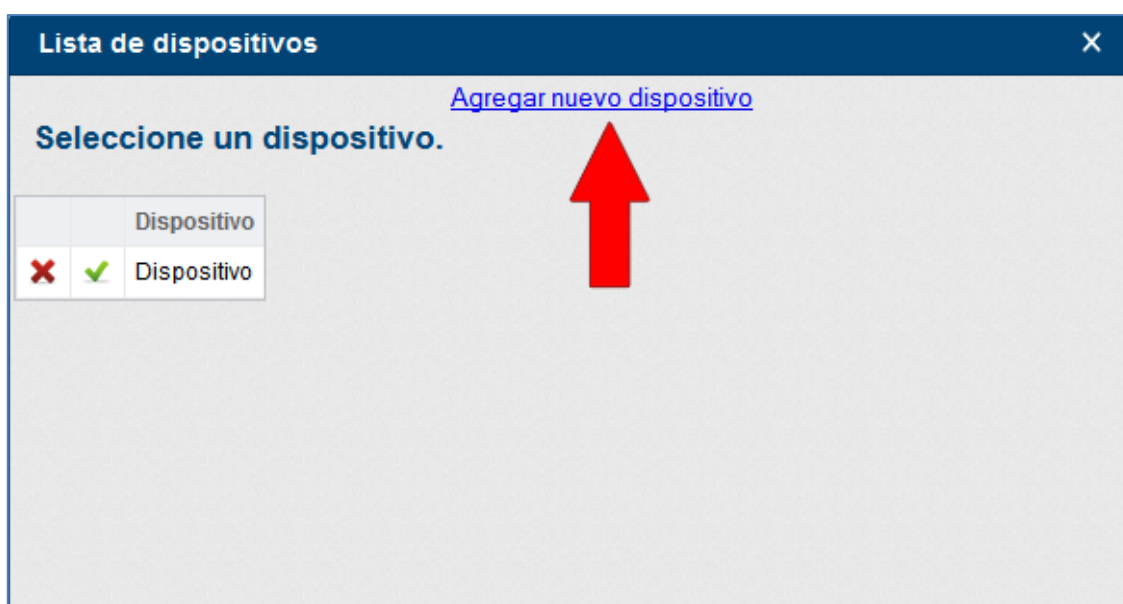 Lista de dispositivos
Agregar nuevo dispositivo
Seleccione un dispositivo.
Dispositivo
Dispositivo